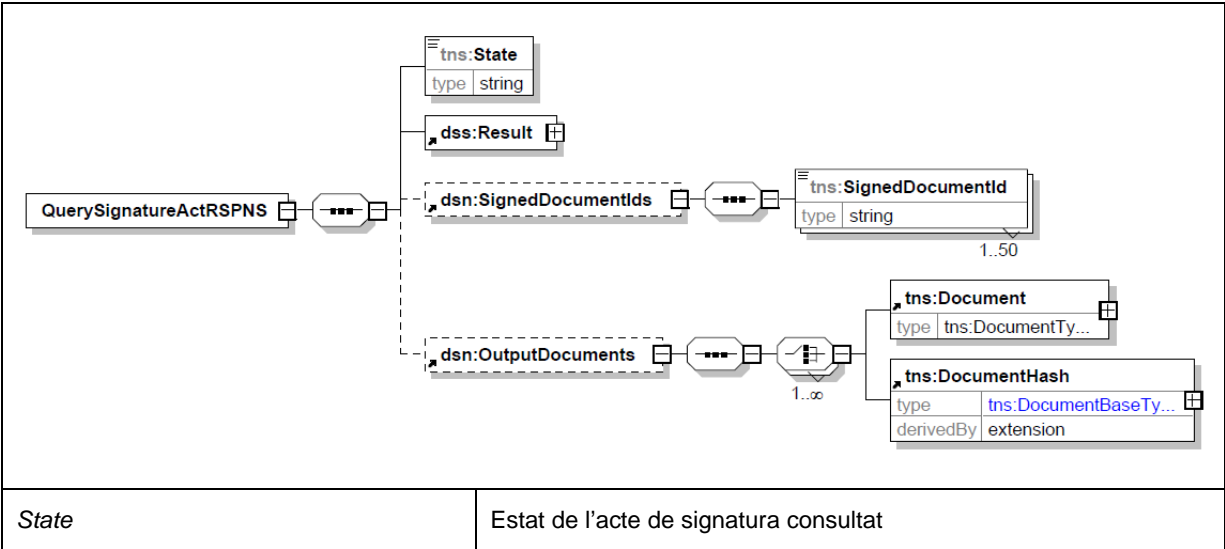 tns:State
type string
dss:Result
QuerySignatureActRSPNS
dsn:SignedDocumentIds
tns:SignedDocumentId
type string
1..50
dsn:OutputDocuments
1..∞
tns:Document
type tns:DocumentTy...
tns:DocumentHash
type tns:DocumentBaseTy...
derivedBy extension
State
Estat de l’acte de signatura consultat